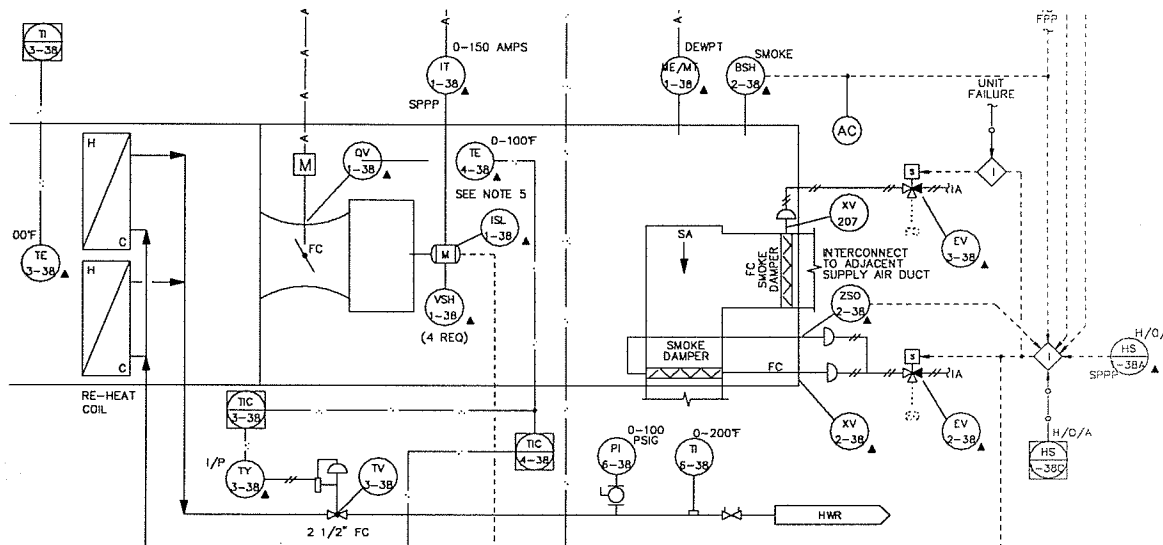 TI
3-38
A
A
0-150 AMPS
IT
1-38
SPPP
A
DEWPT
ME/MT
1-38
SMOKE
BSH
2-38
FPP
UNIT
FAILURE
AC
H
C
M
QV
1-38
0-100°F
TE
4-38
SEE NOTE 5
ISL
1-38
S
I
IA
XV
207
EV
3-38
00°F
TE
3-38
FC
M
VSH
1-38
(4 REQ)
SA
FC
SMOKE
DAMPER
INTERCONNECT
TO ADJACENT
SUPPLY AIR DUCT
H
C
ZSO
2-38
SMOKE
DAMPER
FC
S
IA
I
H/O/
HS
-38A
SPPP
RE-HEAT
COIL
TIC
3-38
TIC
4-38
XV
2-38
EV
2-38
H/O/A
HS
-38C
I/P
TY
3-38
TV
3-38
2 1/2" FC
0-100
PSIG
PI
6-38
0-200°F
TI
6-38
HWR